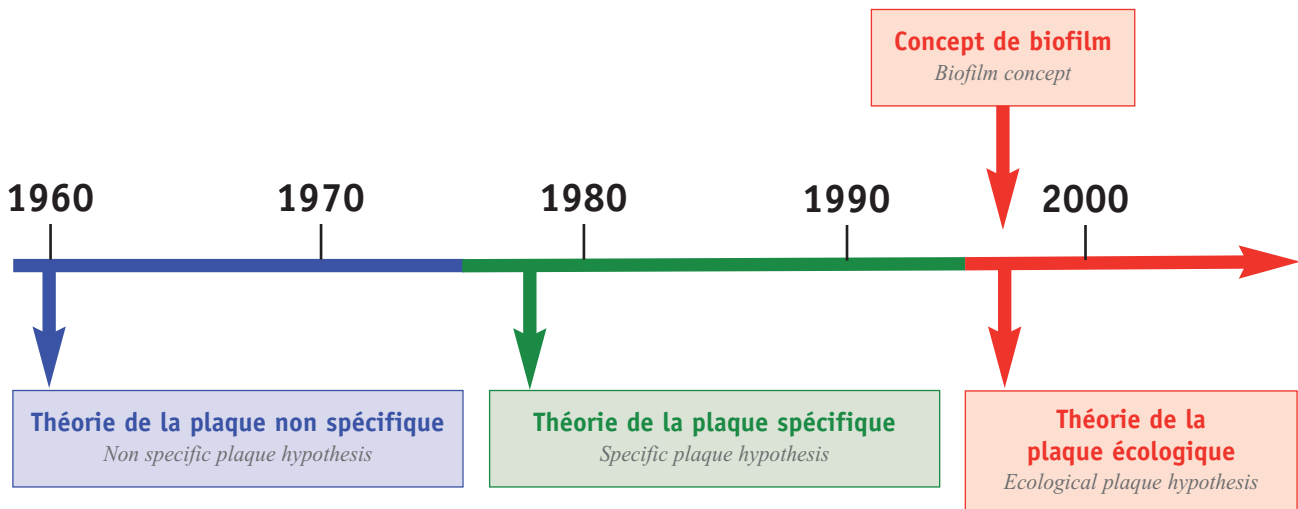 Concept de biofilm
Biofilm concept
1960
1970
1980
1990
2000
Théorie de la plaque non spécifique
Non specific plaque hypothesis
Théorie de la plaque spécifique
Specific plaque hypothesis
Théorie de la
plaque écologique
Ecological plaque hypothesis